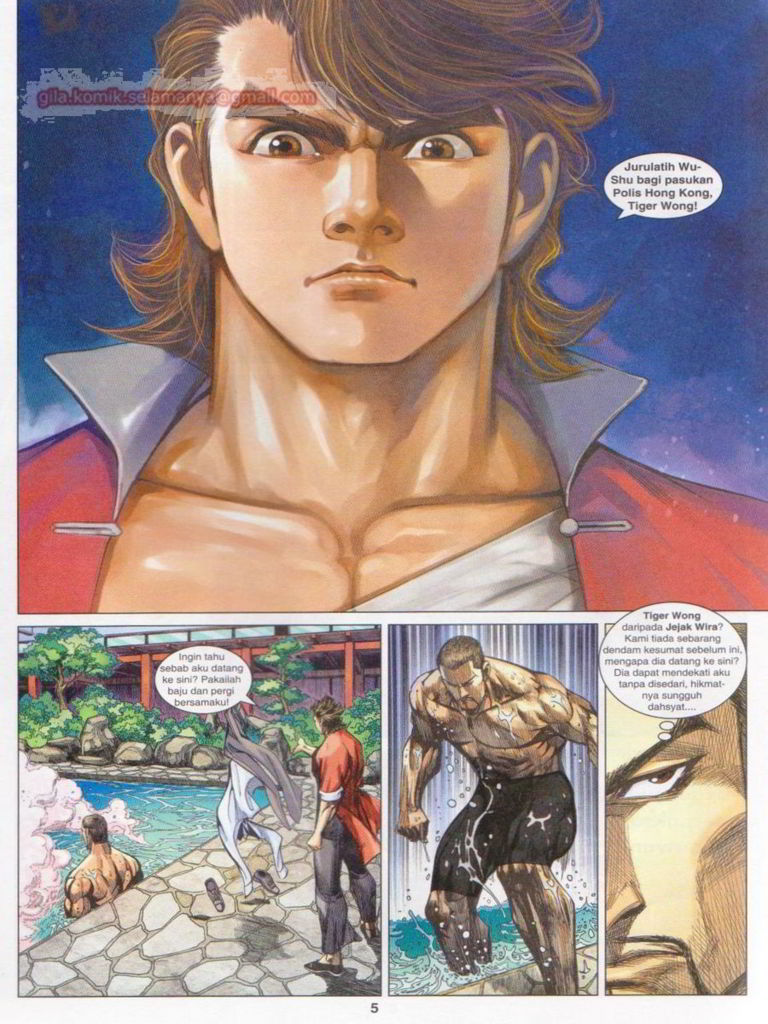 gila.komik.selamanya@gmail.com
Jurulatih Wu-
Shu bagi pasukan
Polis Hong Kong,
Tiger Wong!
Ingin tahu
sebab aku datang
ke sini? Pakailah
baju dan pergi
bersamaku!
Tiger Wong
daripada Jejak Wira?
Kami tiada sebarang
dendam kesumat sebelum ini,
mengapa dia datang ke sini?
Dia dapat mendekati aku
tanpa disedari, hikmat-
nya sungguh
dahsyat....
5